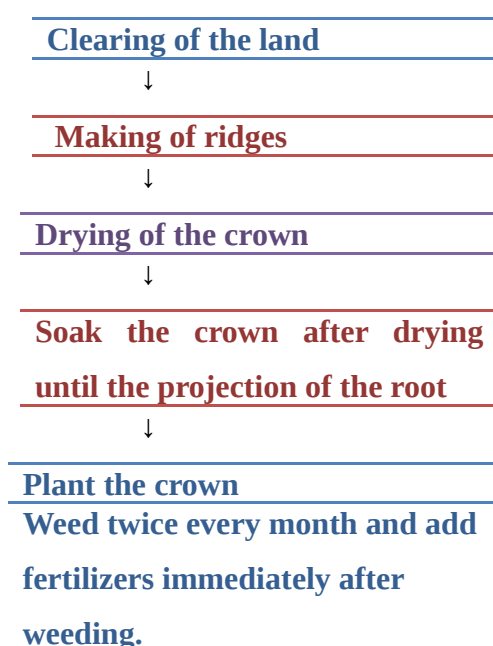 Clearing of the land
↓
Making of ridges
↓
Drying of the crown
↓
Soak the crown after drying
until the projection of the root
↓
Plant the crown
Weed twice every month and add
fertilizers immediately after
weeding.